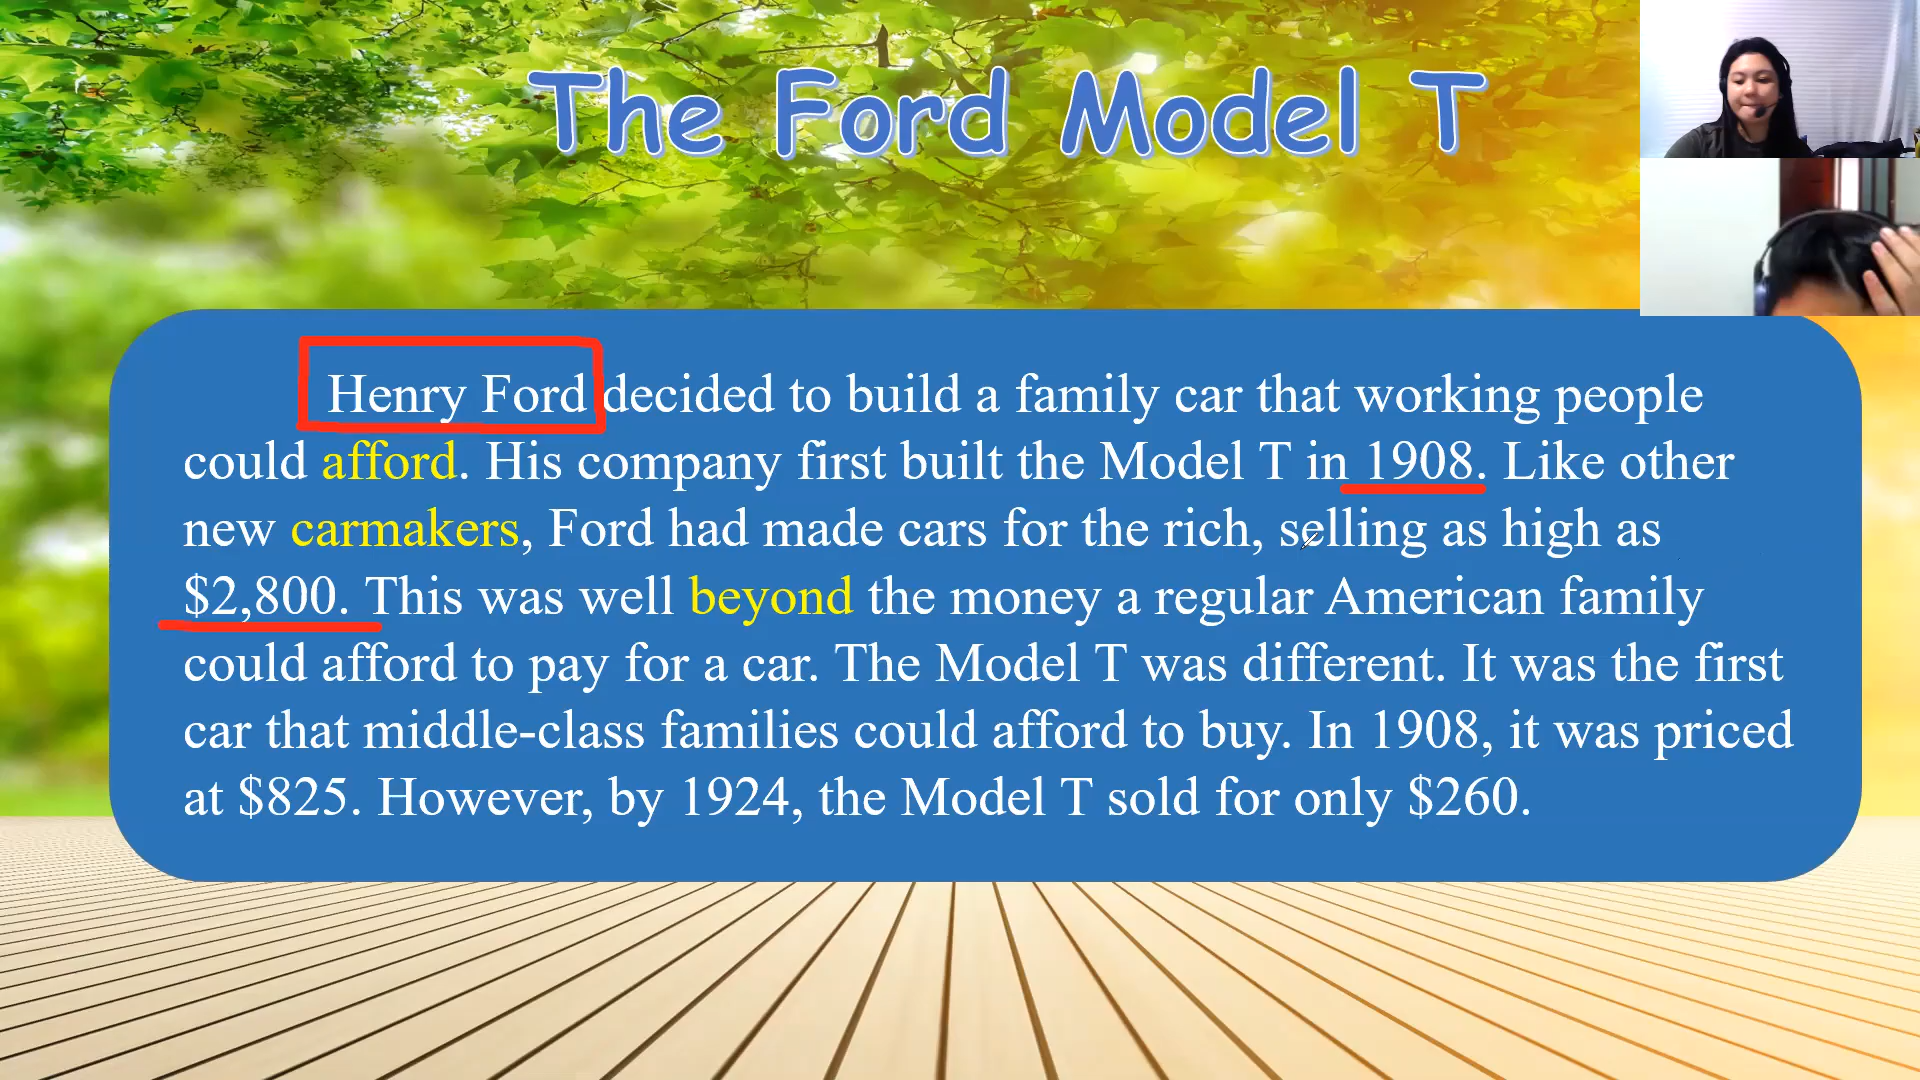 The Ford Model T
Henry Ford decided to build a family car that working people
could afford. His company first built the Model T in 1908. Like other
new carmakers, Ford had made cars for the rich, selling as high as
$2,800. This was well beyond the money a regular American family
could afford to pay for a car. The Model T was different. It was the first
car that middle-class families could afford to buy. In 1908, it was priced
at $825. However, by 1924, the Model T sold for only $260.